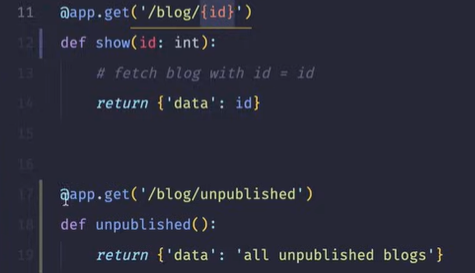 11 @app.get('/blog/{id}')
12 def show(id: int):
13 # fetch blog with id = id
14 return {'data': id}
15
16
17 @app.get('/blog/unpublished')
18 def unpublished():
19 return {'data': 'all unpublished blogs'}